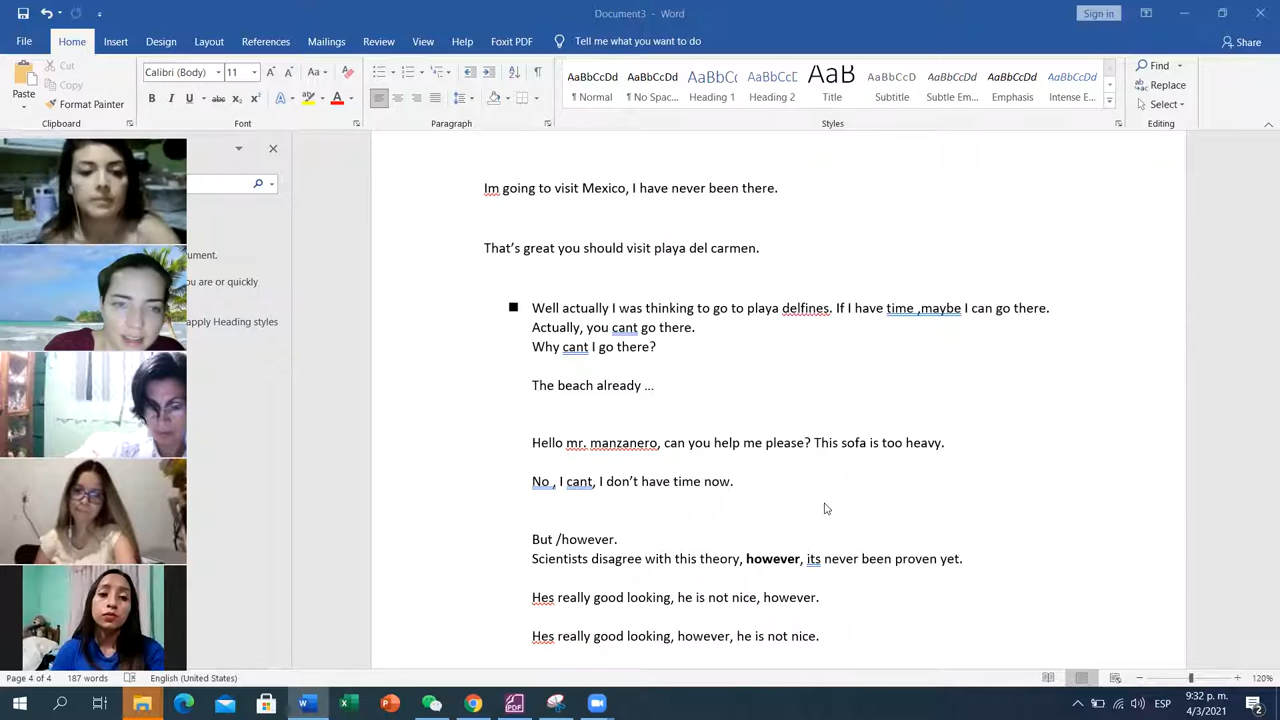 Document3 - Word
Sign in
File Home Insert Design Layout References Mailings Review View Help Foxit PDF Tell me what you want to do Share
Paste
Cut
Copy
Format Painter
Clipboard
Calibri (Body) 11
Font
Paragraph
AaBbCcDd AaBbCcDd AaBbC AaBbCcD AaB AaBbCcDd AaBbCcDd AaBbCcDd AaBbCcDd
¶ Normal ¶ No Spac... Heading 1 Heading 2 Title Subtitle Subtle Em... Emphasis Intense E...
Styles
Find
Replace
Select
Editing
ument.
ou are or quickly
apply Heading styles
Im going to visit Mexico, I have never been there.
That's great you should visit playa del carmen.
Well actually I was thinking to go to playa delfines. If I have time ,maybe I can go there.
Actually, you cant go there.
Why cant I go there?
The beach already ...
Hello mr. manzanero, can you help me please? This sofa is too heavy.
No , I cant, I don't have time now.
But /however.
Scientists disagree with this theory, however, its never been proven yet.
Hes really good looking, he is not nice, however.
Hes really good looking, however, he is not nice.
Page 4 of 4 187 words English (United States) 120%
ESP
9:32 p. m.
4/3/2021
2